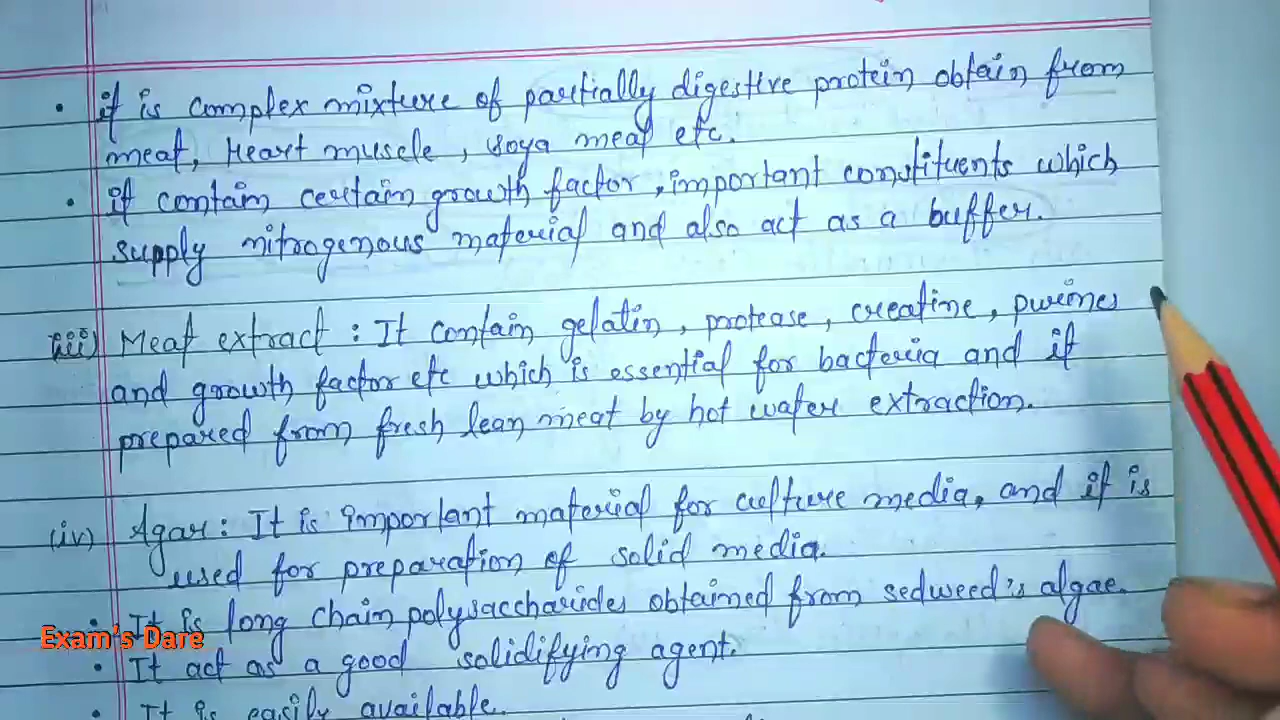 • it is complex mixture of partially digestive protein obtain from
meat, Heart muscle, soya meat etc.
• it contain certain growth factor, important constituents which
supply nitrogenous material and also act as a buffer.
iii) Meat extract : It contain gelatin, protease, creatine, purines
and growth factor etc which is essential for bacteria and it
prepared from fresh lean meat by hot water extraction.
(iv) Agar : It is important material for culture media, and it is
used for preparation of solid media.
• It is long chain polysaccharides obtained from sedweed's algae.
Exam's Dare
• It act as a good solidifying agent.
• It is easily available.